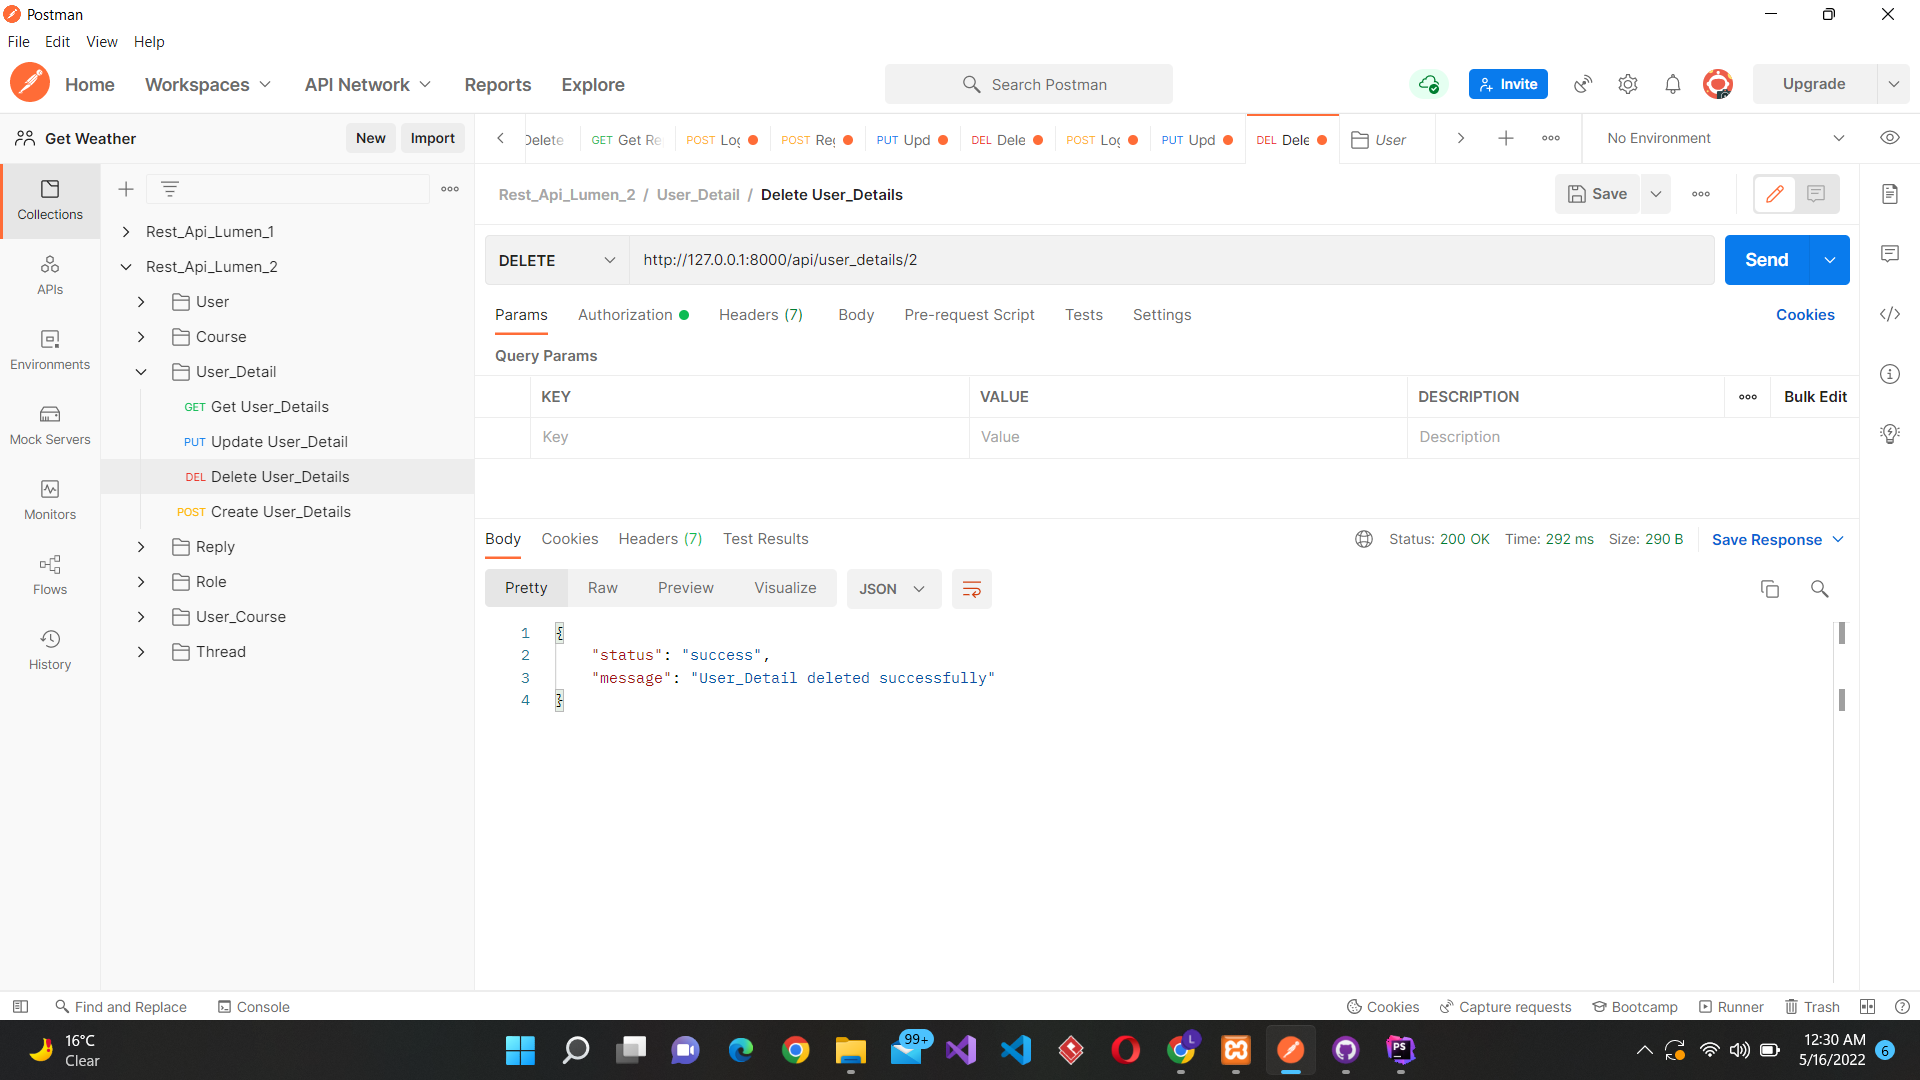 Postman
File Edit View Help
Home Workspaces API Network Reports Explore Search Postman Invite Upgrade
Get Weather New Import
Delete GET Get Re POST Log PUT Upd DEL Dele POST Log PUT Upd DEL Dele User No Environment
POST Reg
Rest_Api_Lumen_2 / User_Detail / Delete User_Details Save
DELETE http://127.0.0.1:8000/api/user_details/2 Send
Params Authorization Headers (7) Body Pre-request Script Tests Settings Cookies
Query Params
KEY VALUE DESCRIPTION Bulk Edit
Key Value Description
Collections
APIs
Environments
Mock Servers
Monitors
Flows
History
Rest_Api_Lumen_1
Rest_Api_Lumen_2
User
Course
User_Detail
GET Get User_Details
PUT Update User_Detail
DEL Delete User_Details
POST Create User_Details
Reply
Role
User_Course
Thread
Body Cookies Headers (7) Test Results Status: 200 OK Time: 292 ms Size: 290 B Save Response
Pretty Raw Preview Visualize JSON
1 {
2 "status": "success",
3 "message": "User_Detail deleted successfully"
4 }
Find and Replace Console Cookies Capture requests Bootcamp Runner Trash
16°C
Clear
99+
L
PS
12:30 AM
5/16/2022
6